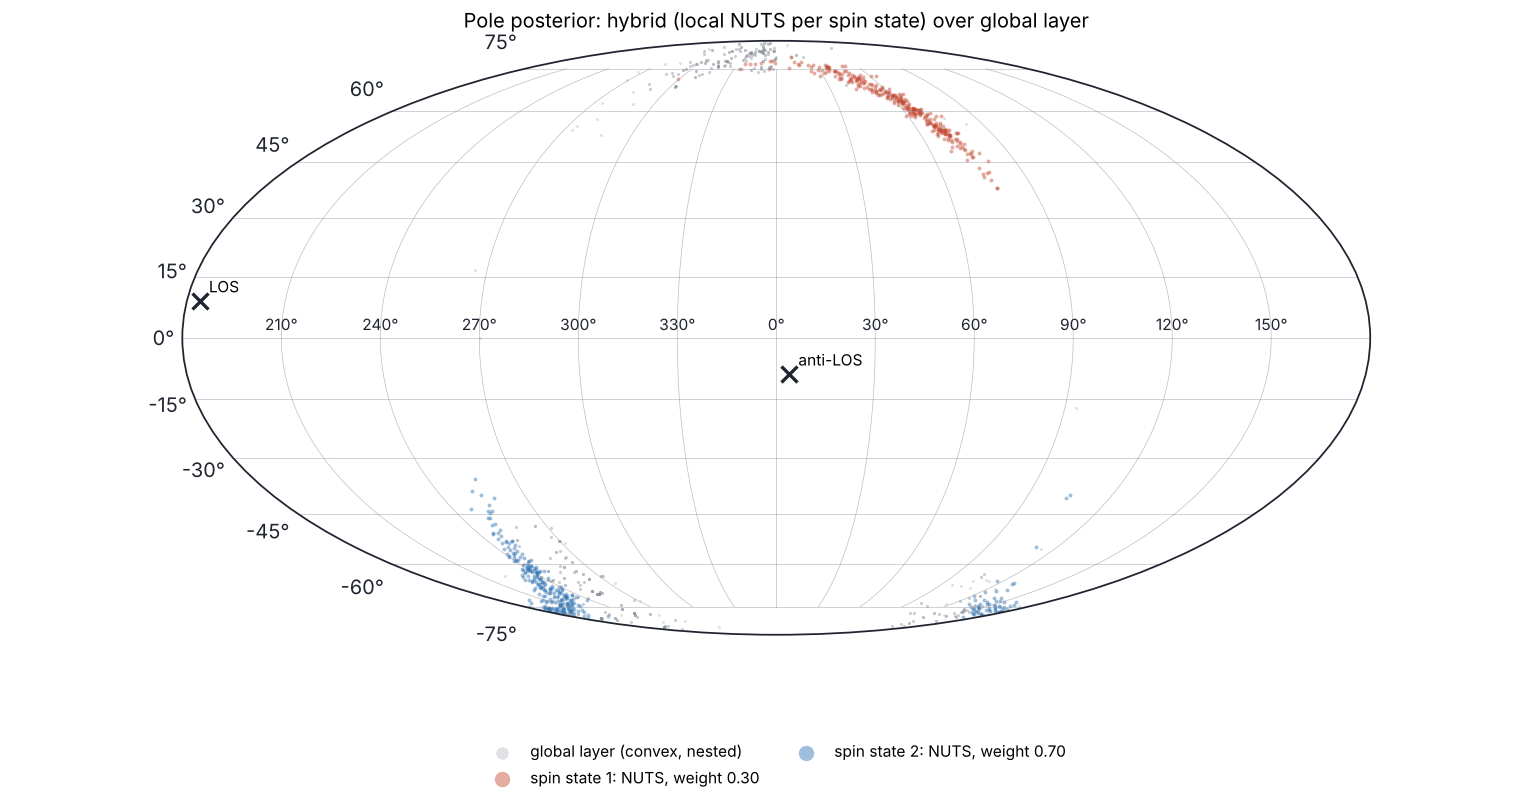 Pole posterior: hybrid (local NUTS per spin state) over global layer
75°
60°
45°
30°
15°
LOS
0°
210° 240° 270° 300° 330° 0° 30° 60° 90° 120° 150°
anti-LOS
-15°
-30°
-45°
-60°
-75°
global layer (convex, nested)
spin state 1: NUTS, weight 0.30
spin state 2: NUTS, weight 0.70